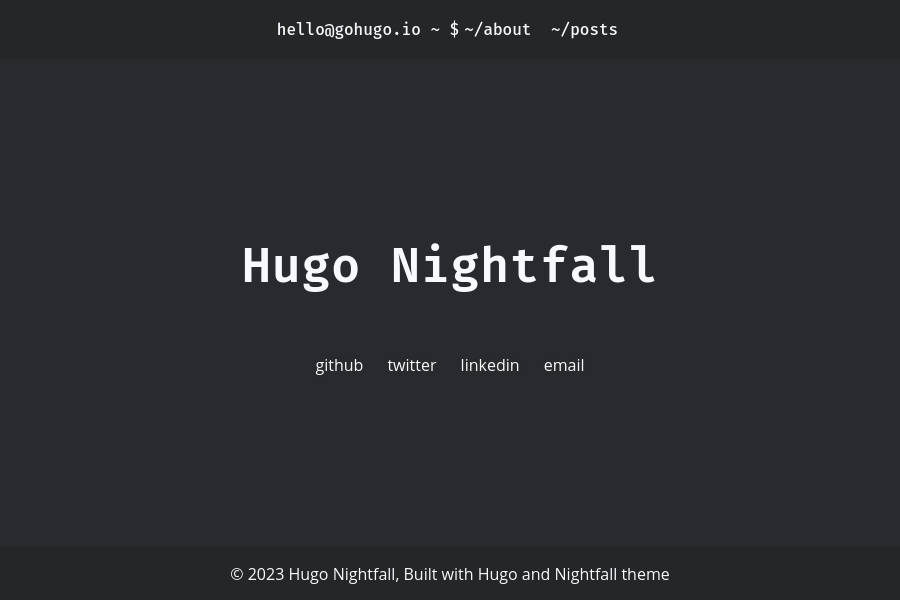 hello@gohugo.io ~ $ ~/about ~/posts
Hugo Nightfall
github twitter linkedin email
© 2023 Hugo Nightfall, Built with Hugo and Nightfall theme